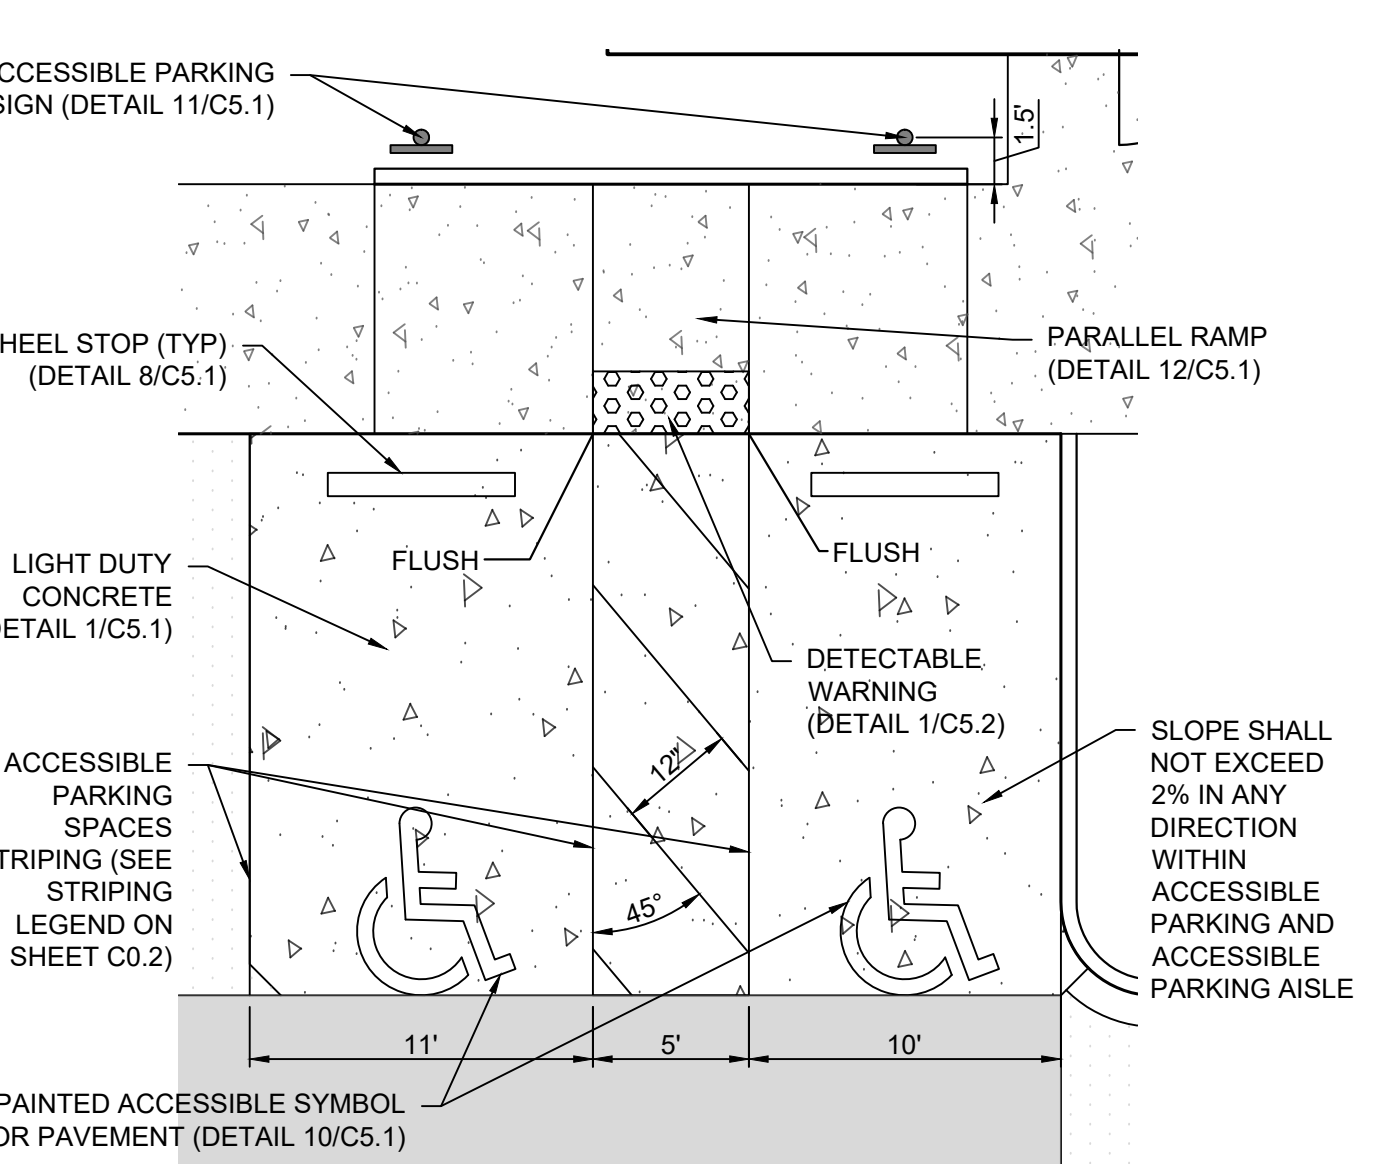 CCESSIBLE PARKING
SIGN (DETAIL 11/C5.1)
1.5'
HEEL STOP (TYP)
(DETAIL 8/C5.1)
PARALLEL RAMP
(DETAIL 12/C5.1)
FLUSH
FLUSH
LIGHT DUTY
CONCRETE
DETAIL 1/C5.1)
DETECTABLE
WARNING
(DETAIL 1/C5.2)
12"
ACCESSIBLE
PARKING
SPACES
TRIPING (SEE
STRIPING
LEGEND ON
SHEET C0.2)
SLOPE SHALL
NOT EXCEED
2% IN ANY
DIRECTION
WITHIN
ACCESSIBLE
PARKING AND
ACCESSIBLE
PARKING AISLE
45°
11'
5'
10'
PAINTED ACCESSIBLE SYMBOL
OR PAVEMENT (DETAIL 10/C5.1)